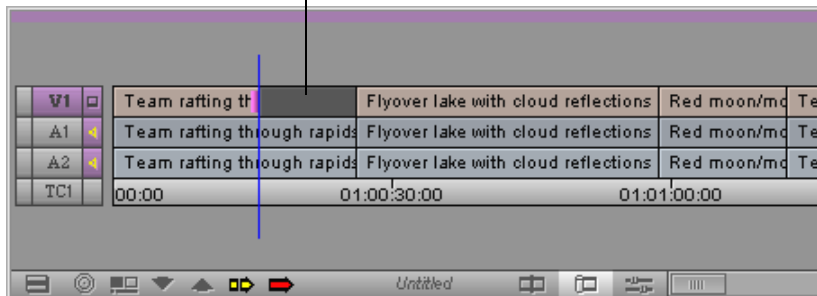 V1 Team rafting th Flyover lake with cloud reflections Red moon/mo Te
A1 Team rafting through rapids Flyover lake with cloud reflections Red moon/mo Te
A2 Team rafting through rapids Flyover lake with cloud reflections Red moon/mo Te
TC1 00:00 01:00:30:00 01:01:00:00
Untitled